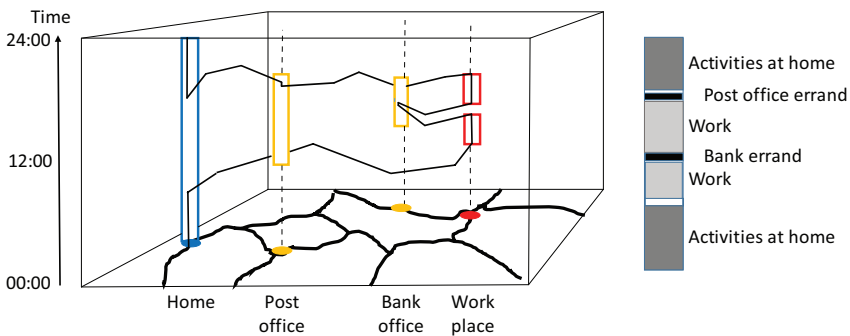 Time
24:00
12:00
00:00
Home
Post
office
Bank
office
Work
place
Activities at home
Post office errand
Work
Bank errand
Work
Activities at home